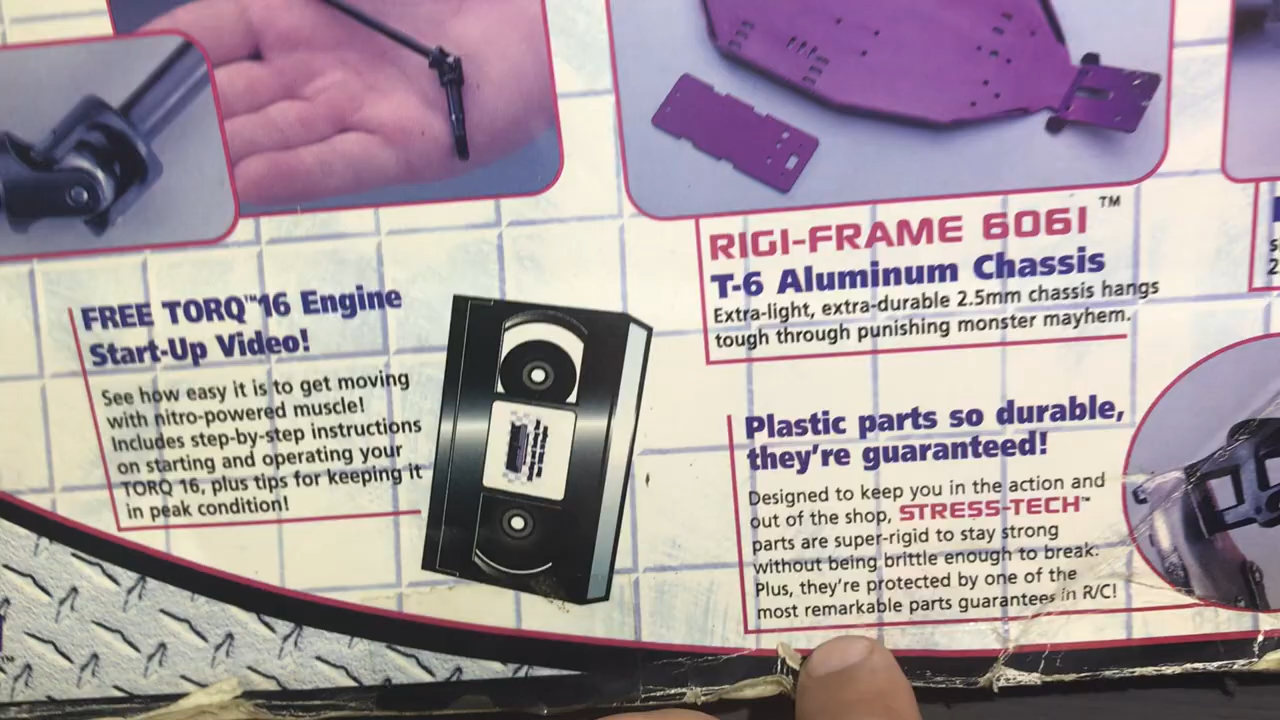 RIGI-FRAME 6061™
T-6 Aluminum Chassis
Extra-light, extra-durable 2.5mm chassis hangs
tough through punishing monster mayhem.
FREE TORQ™16 Engine
Start-Up Video!
See how easy it is to get moving
with nitro-powered muscle!
Includes step-by-step instructions
on starting and operating your
TORQ 16, plus tips for keeping it
in peak condition!
Plastic parts so durable,
they're guaranteed!
Designed to keep you in the action and
out of the shop, STRESS-TECH™
parts are super-rigid to stay strong
without being brittle enough to break.
Plus, they're protected by one of the
most remarkable parts guarantees in R/C!